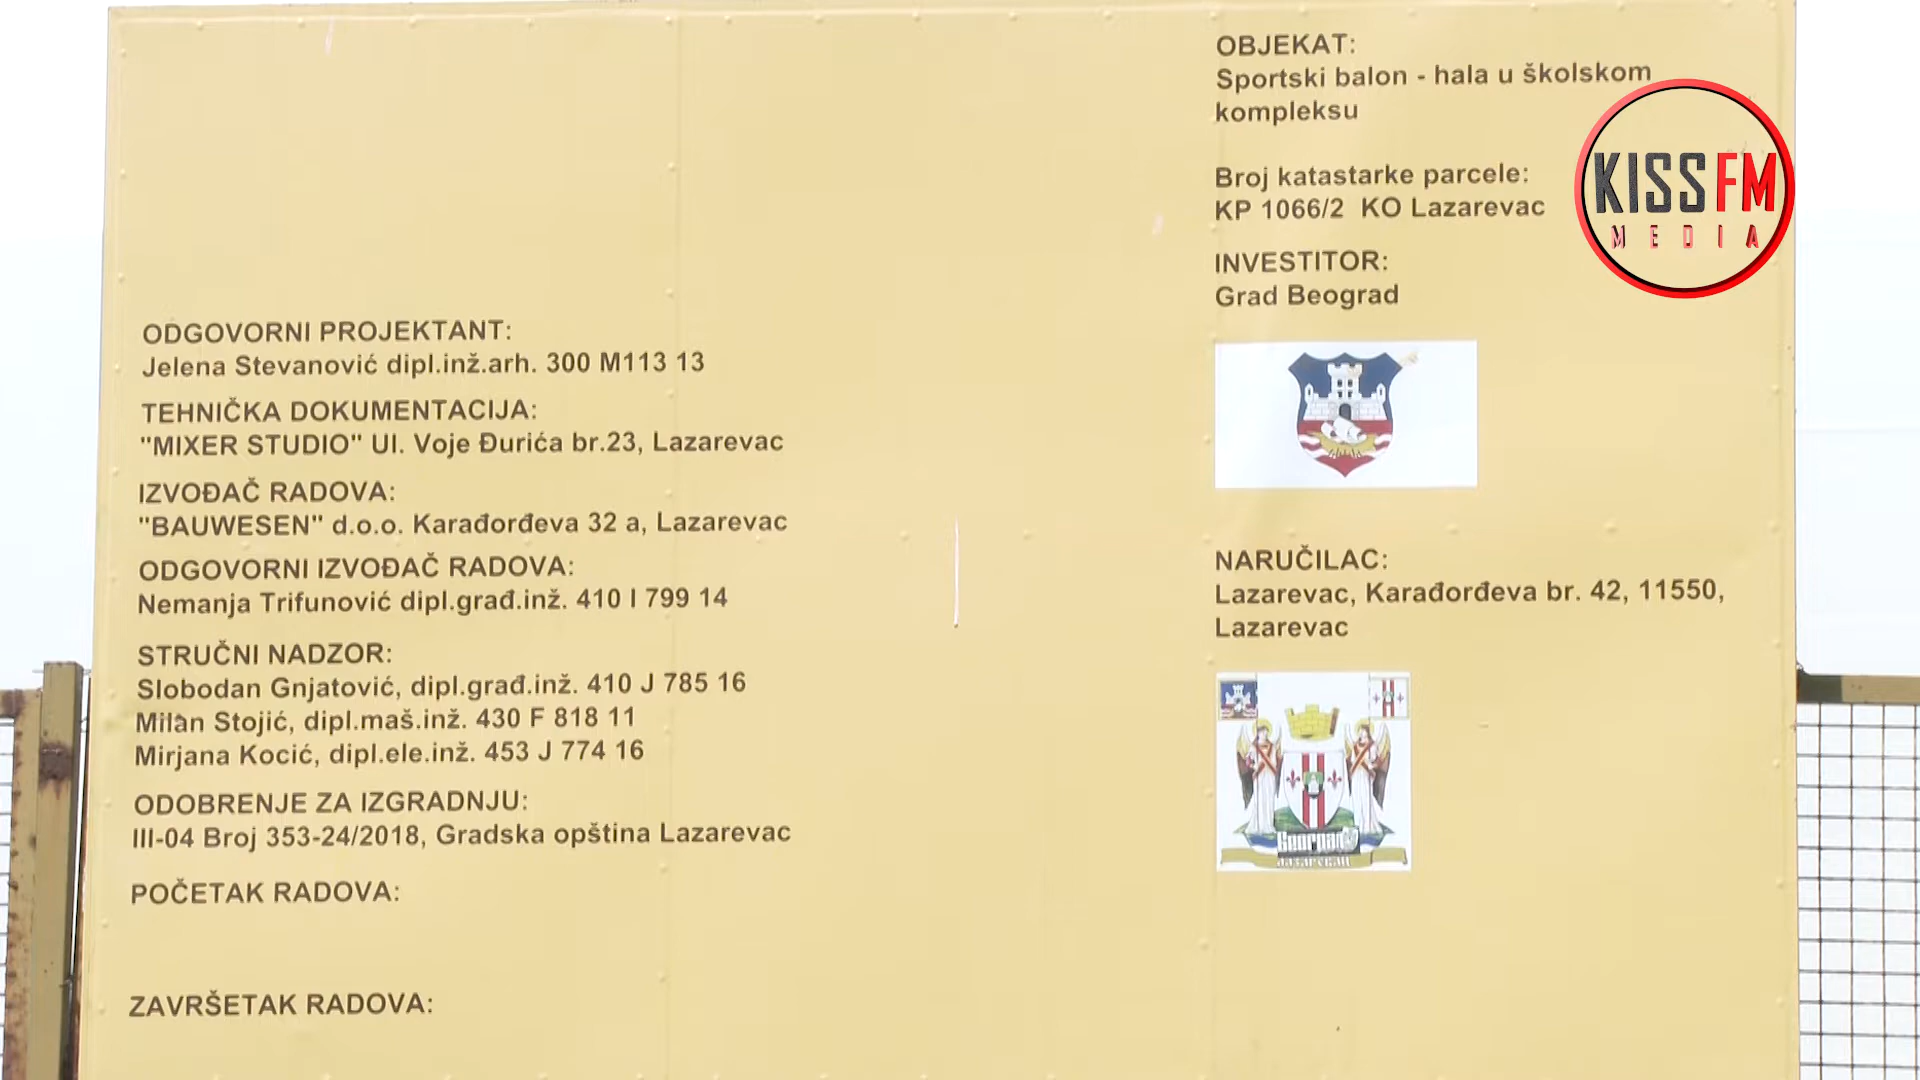 ODGOVORNI PROJEKTANT:
Jelena Stevanović dipl.inž.arh. 300 M113 13
TEHNIČKA DOKUMENTACIJA:
"MIXER STUDIO" Ul. Voje Đurića br.23, Lazarevac
IZVOĐAČ RADOVA:
"BAUWESEN" d.o.o. Karađorđeva 32 a, Lazarevac
ODGOVORNI IZVOĐAČ RADOVA:
Nemanja Trifunović dipl.građ.inž. 410 I 799 14
STRUČNI NADZOR:
Slobodan Gnjatović, dipl.građ.inž. 410 J 785 16
Milan Stojić, dipl.maš.inž. 430 F 818 11
Mirjana Kocić, dipl.ele.inž. 453 J 774 16
ODOBRENJE ZA IZGRADNJU:
III-04 Broj 353-24/2018, Gradska opština Lazarevac
POČETAK RADOVA:
ZAVRŠETAK RADOVA:
OBJEKAT:
Sportski balon - hala u školskom
kompleksu
Broj katastarke parcele:
KP 1066/2 KO Lazarevac
INVESTITOR:
Grad Beograd
NARUČILAC:
Lazarevac, Karađorđeva br. 42, 11550,
Lazarevac
KISS FM
MEDIA